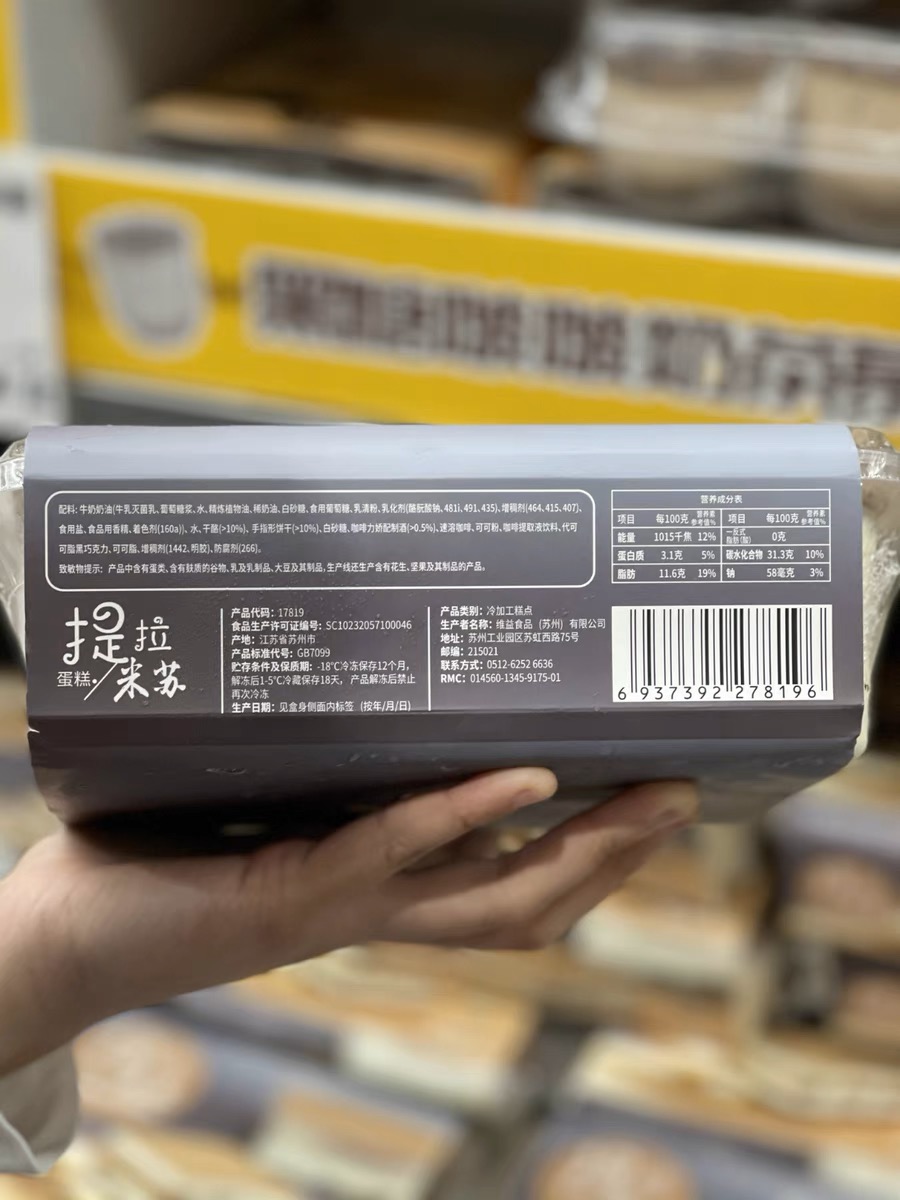 配料: 牛奶奶油(牛乳灭菌乳、葡萄糖浆、水、精炼植物油、稀奶油、白砂糖、食用葡萄糖、乳清粉、乳化剂(酪朊酸钠、481i、491、435)、增稠剂(464、415、407)、
食用盐、食品用香精、着色剂(160a))、水、干酪(>10%)、手指形饼干(>10%)、白砂糖、咖啡力娇配制酒(>0.5%)、速溶咖啡、可可粉、咖啡提取液饮料、代可
可脂黑巧克力、可可脂、增稠剂(1442、明胶)、防腐剂(266)。
致敏物提示: 产品中含有蛋类、含有麸质的谷物、乳及乳制品、大豆及其制品,生产线还生产含有花生、坚果及其制品的产品。
营养成分表
项目 每100克 营养素参考值% 项目 每100克 营养素参考值%
能量 1015千焦 12% 一反式脂肪(酸) 0克
蛋白质 3.1克 5% 碳水化合物 31.3克 10%
脂肪 11.6克 19% 钠 58毫克 3%
提拉
蛋糕·米苏
产品代码: 17819
食品生产许可证编号: SC10232057100046
产地: 江苏省苏州市
产品标准代号: GB7099
贮存条件及保质期: -18℃冷冻保存12个月,
解冻后1-5℃冷藏保存18天, 产品解冻后禁止
再次冷冻
生产日期: 见盒身侧面内标签 (按年/月/日)
产品类别: 冷加工糕点
生产者名称: 维益食品 (苏州) 有限公司
地址: 苏州工业园区苏虹西路75号
邮编: 215021
联系方式: 0512-6252 6636
RMC: 014560-1345-9175-01
6 937392 278196